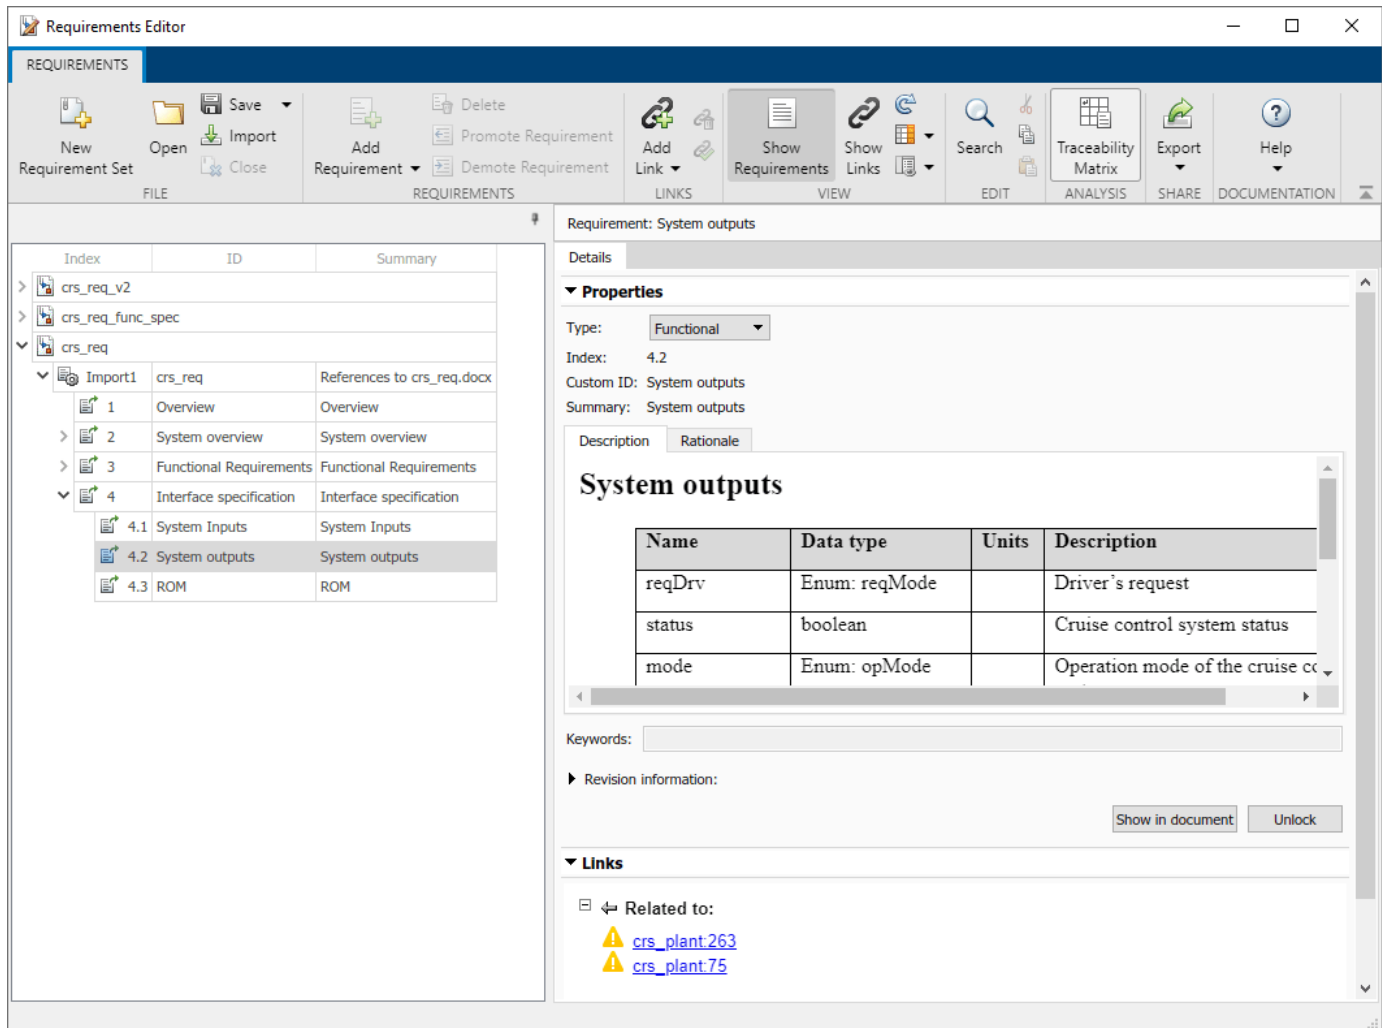 Requirements Editor
REQUIREMENTS
New
Requirement Set
Open
Save
Import
Close
FILE
Add
Requirement
Delete
Promote Requirement
Demote Requirement
REQUIREMENTS
Add
Link
LINKS
Show
Requirements
Show
Links
VIEW
Search
EDIT
Traceability
Matrix
ANALYSIS
Export
SHARE
Help
DOCUMENTATION
Index ID Summary
crs_req_v2
crs_req_func_spec
crs_req
Import1 crs_req References to crs_req.docx
1 Overview Overview
2 System overview System overview
3 Functional Requirements Functional Requirements
4 Interface specification Interface specification
4.1 System Inputs System Inputs
4.2 System outputs System outputs
4.3 ROM ROM
Requirement: System outputs
Details
Properties
Type: Functional
Index: 4.2
Custom ID: System outputs
Summary: System outputs
Description Rationale
System outputs
Name Data type Units Description
reqDrv Enum: reqMode Driver’s request
status boolean Cruise control system status
mode Enum: opMode Operation mode of the cruise cc
Keywords:
Revision information:
Show in document Unlock
Links
Related to:
crs_plant:263
crs_plant:75